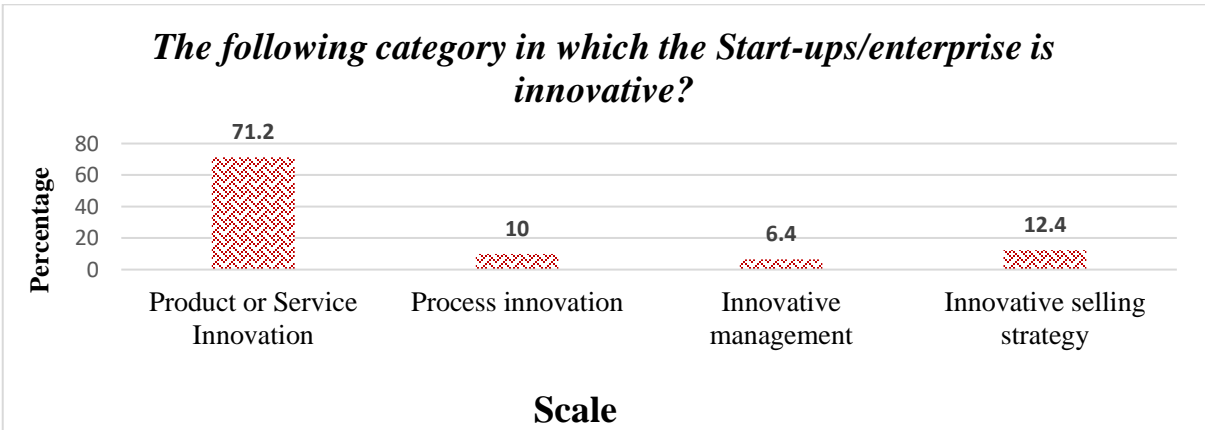 The following category in which the Start-ups/enterprise is
innovative?
71.2
80
60
40
20
0
Percentage
10
6.4
12.4
Product or Service
Innovation
Process innovation
Innovative
management
Innovative selling
strategy
Scale